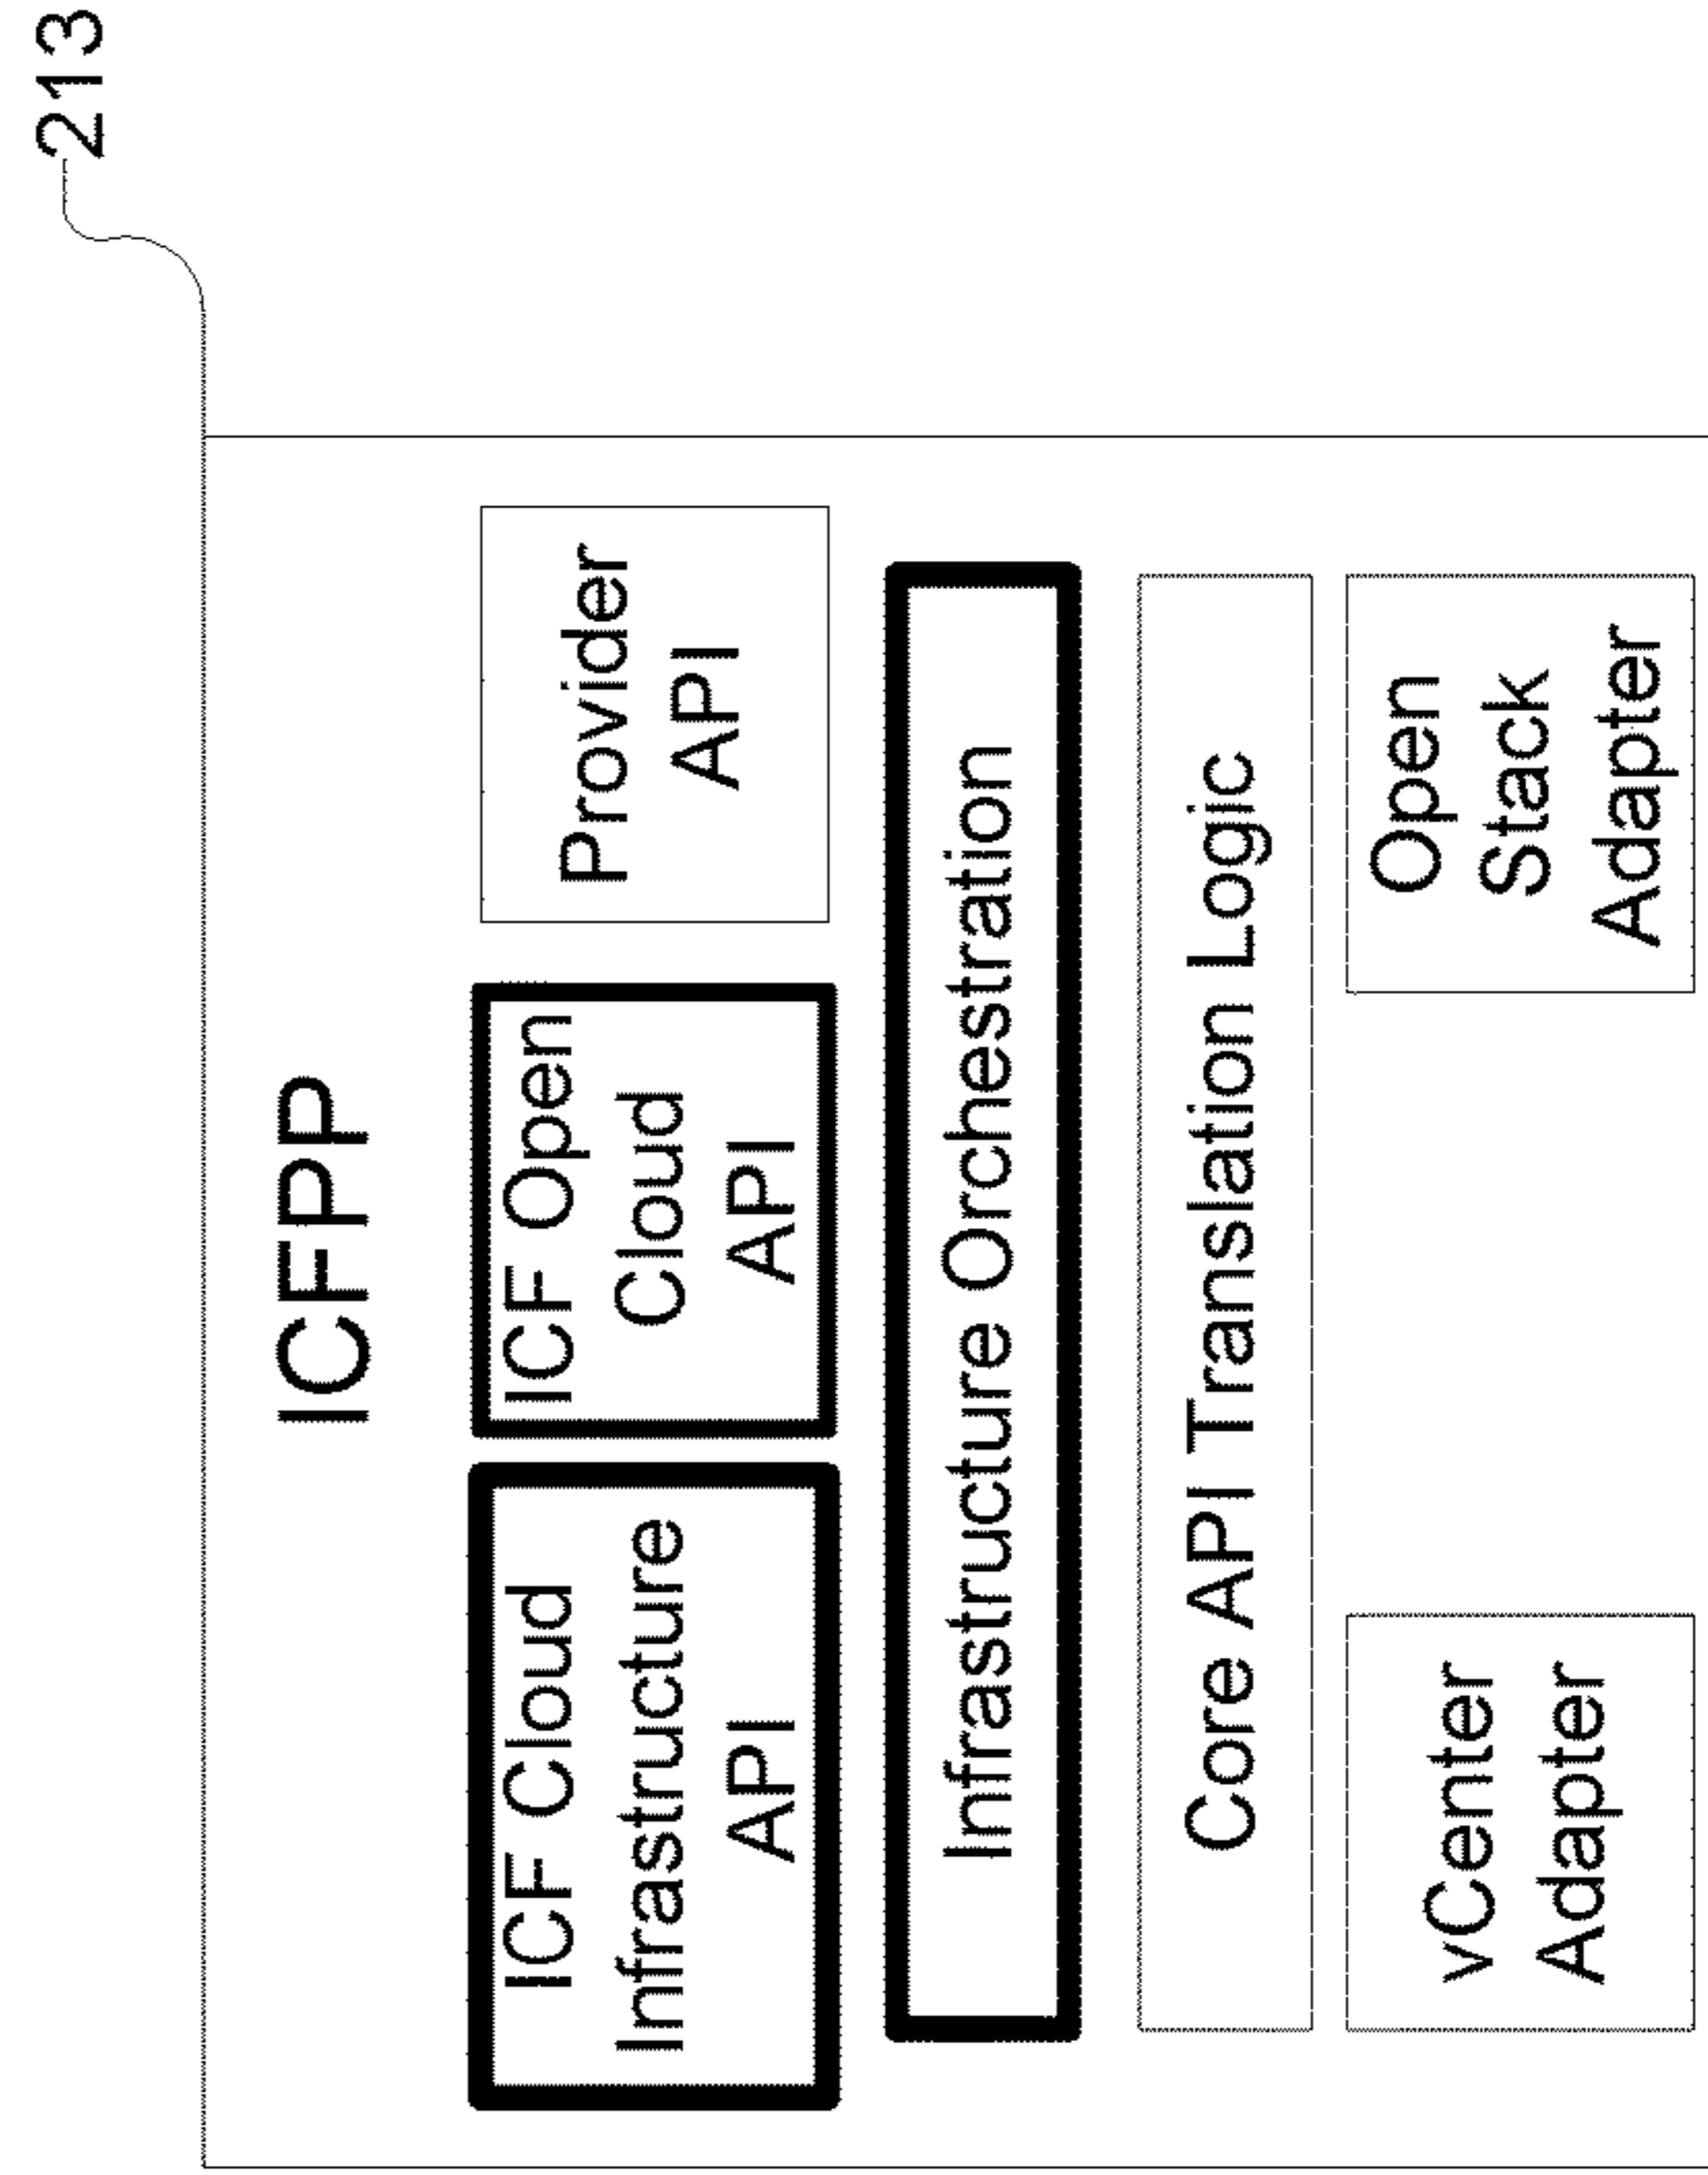 213
ICFPP
ICF Cloud
Infrastructure
API
ICF Open
Cloud
API
Provider
API
Infrastructure Orchestration
Core API Translation Logic
vCenter
Adapter
Open
Stack
Adapter